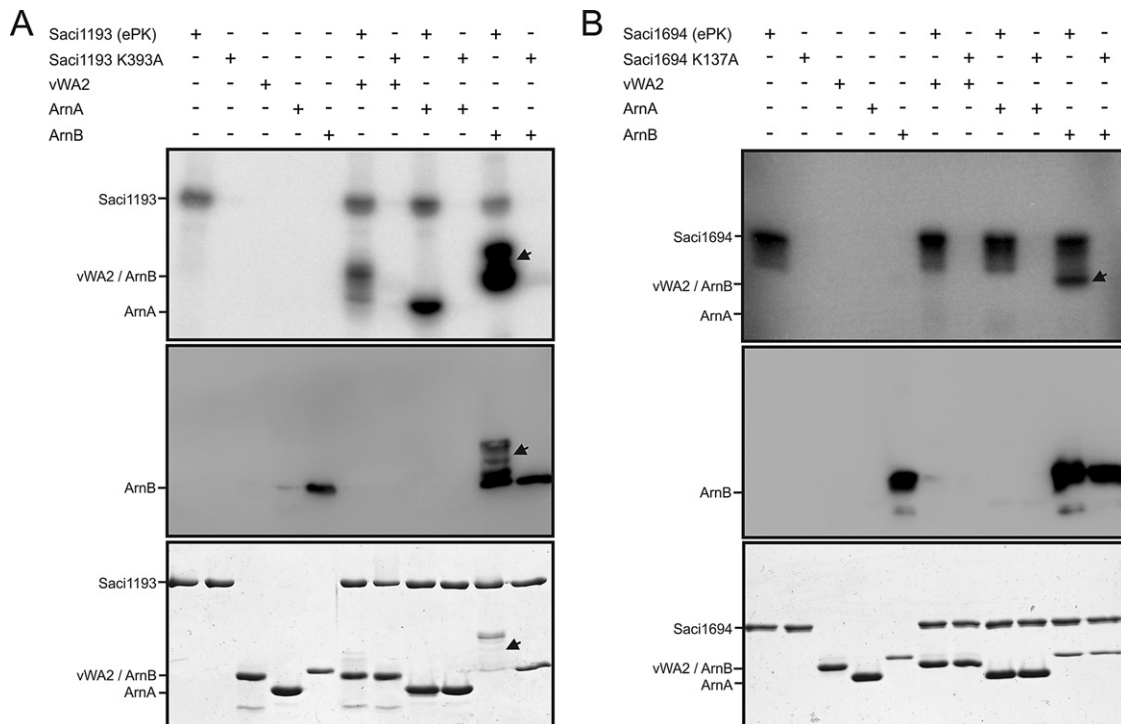 A
Saci1193 (ePK) + - - - - + - + - + -
Saci1193 K393A - + - - - - + - + - +
vWA2 - - + - - + + - - - -
ArnA - - - + - - - + + - -
ArnB - - - - + - - - - + +
Saci1193
vWA2 / ArnB
ArnA
ArnB
Saci1193
vWA2 / ArnB
ArnA
B
Saci1694 (ePK) + - - - - + - + - + -
Saci1694 K137A - + - - - - + - + - +
vWA2 - - + - - + + - - - -
ArnA - - - + - - - + + - -
ArnB - - - - + - - - - + +
Saci1694
vWA2 / ArnB
ArnA
ArnB
Saci1694
vWA2 / ArnB
ArnA